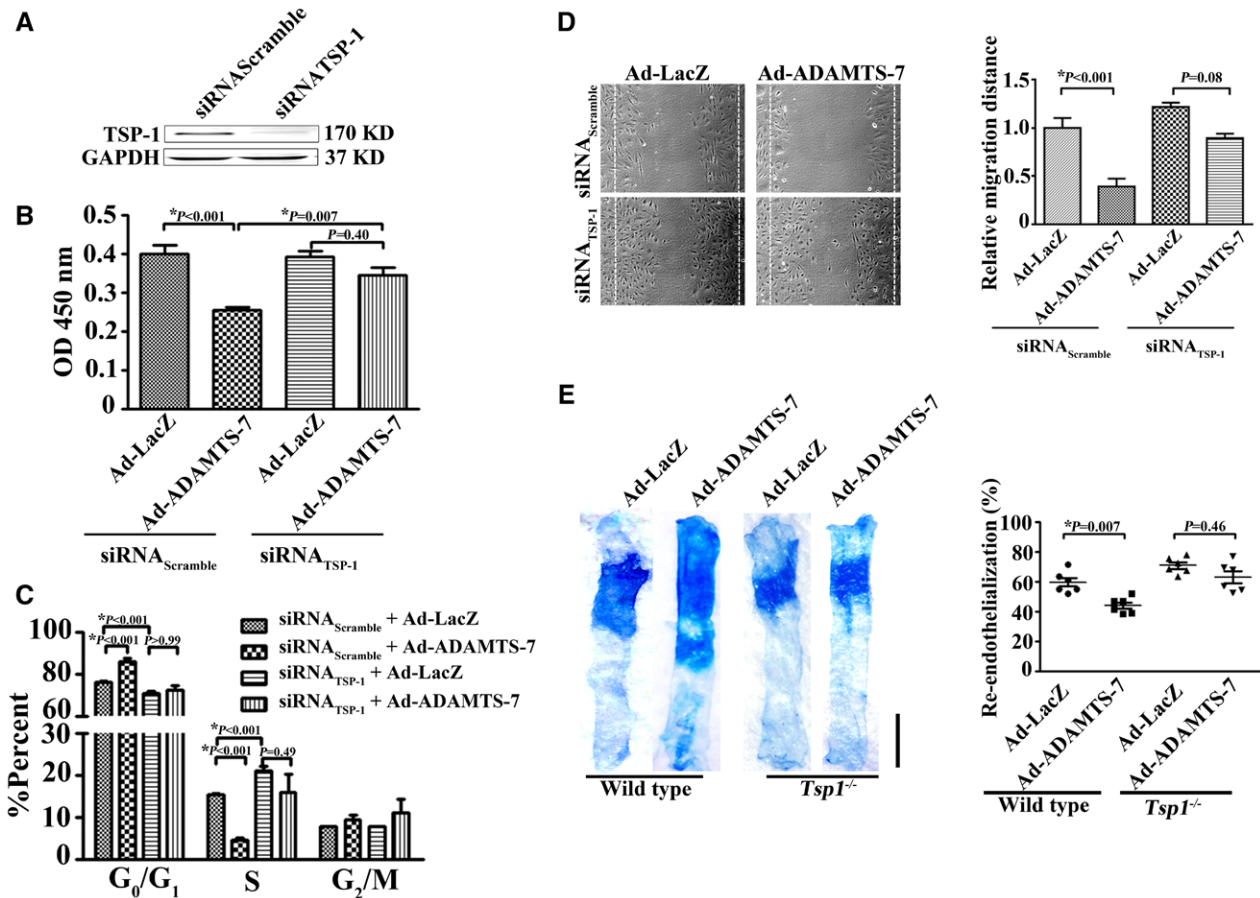 A
siRNAScramble
siRNATSP-1
TSP-1
170 KD
GAPDH
37 KD
B
OD 450 nm
0.5
0.4
0.3
0.2
0.1
0
*P<0.001
*P=0.007
P=0.40
Ad-LacZ
Ad-ADAMTS-7
Ad-LacZ
Ad-ADAMTS-7
siRNAScramble
siRNATSP-1
C
%Percent
100
80
60
30
20
10
0
*P<0.001
*P<0.001
P>0.99
*P<0.001
*P<0.001
P=0.49
siRNAScramble + Ad-LacZ
siRNAScramble + Ad-ADAMTS-7
siRNATSP-1 + Ad-LacZ
siRNATSP-1 + Ad-ADAMTS-7
G0/G1
S
G2/M
D
Ad-LacZ
Ad-ADAMTS-7
siRNAScramble
siRNATSP-1
Relative migration distance
1.5
1.0
0.5
0
*P<0.001
P=0.08
Ad-LacZ
Ad-ADAMTS-7
Ad-LacZ
Ad-ADAMTS-7
siRNAScramble
siRNATSP-1
E
Ad-LacZ
Ad-ADAMTS-7
Ad-LacZ
Ad-ADAMTS-7
Wild type
Tsp1-/-
Re-endothelialization (%)
100
80
60
40
20
0
*P=0.007
P=0.46
Ad-LacZ
Ad-ADAMTS-7
Ad-LacZ
Ad-ADAMTS-7
Wild type
Tsp1-/-